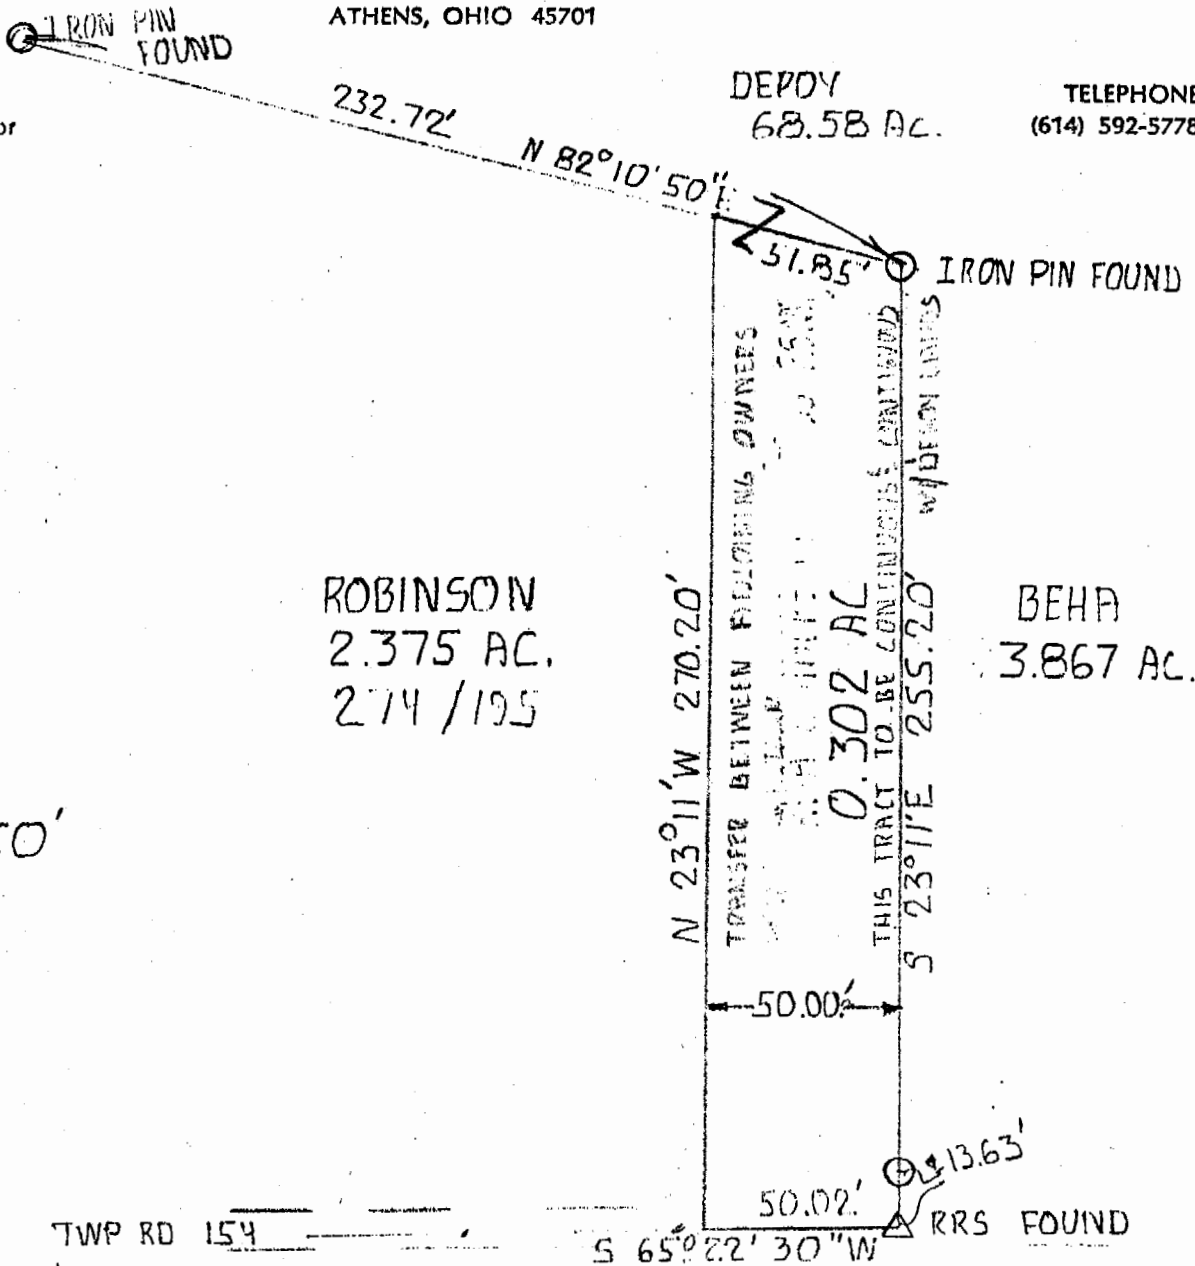 ATHENS, OHIO 45701
IRON PIN
FOUND
DEPOY
68.58 AC.
TELEPHONE
(614) 592-5778
or
232.72'
N 82°10'50"E
51.85'
IRON PIN FOUND
TRANSFER BETWEEN FOLLOWING OWNERS
0.302 AC
THIS TRACT TO BE CONTINUOUS
N 23°11'W 270.20'
S 23°11'E 255.20'
ROBINSON
2.375 AC.
274 / 195
BEHA
3.867 AC.
50'
50.00'
13.63'
50.02'
TWP RD 154
RRS FOUND
S 65°22'30"W